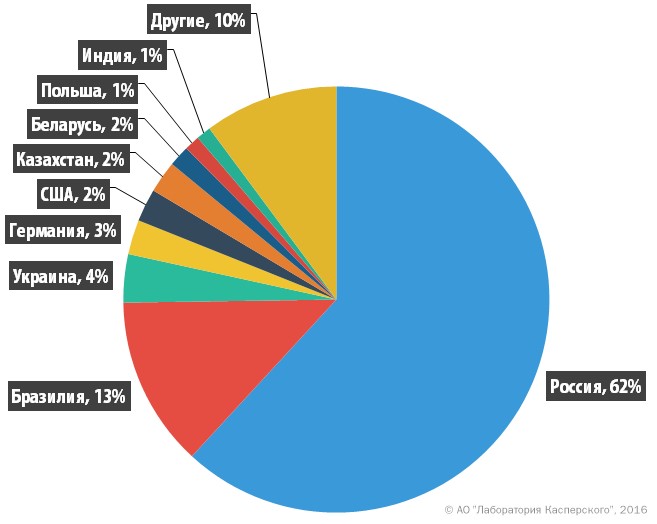 Другие, 10%
Индия, 1%
Польша, 1%
Беларусь, 2%
Казахстан, 2%
США, 2%
Германия, 3%
Украина, 4%
Бразилия, 13%
Россия, 62%
© АО "Лаборатория Касперского", 2016